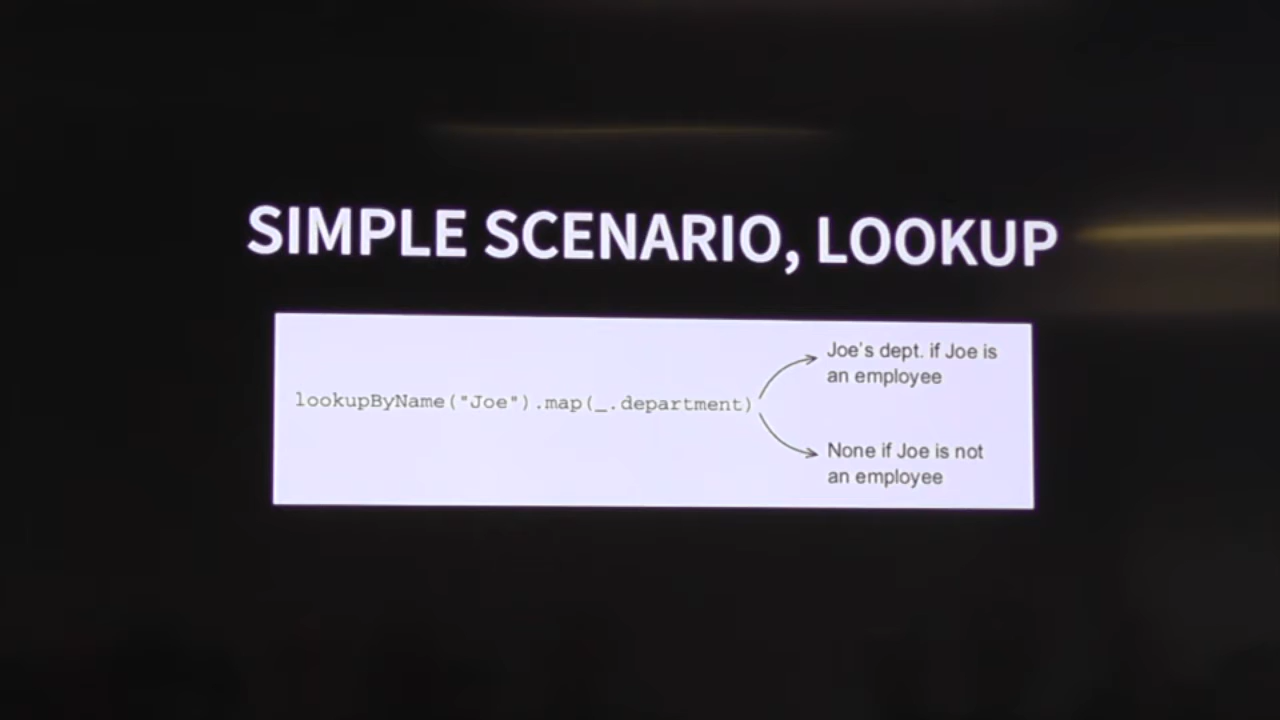 SIMPLE SCENARIO, LOOKUP
lookupByName("Joe").map(_.department)
Joe's dept. if Joe is
an employee
None if Joe is not
an employee